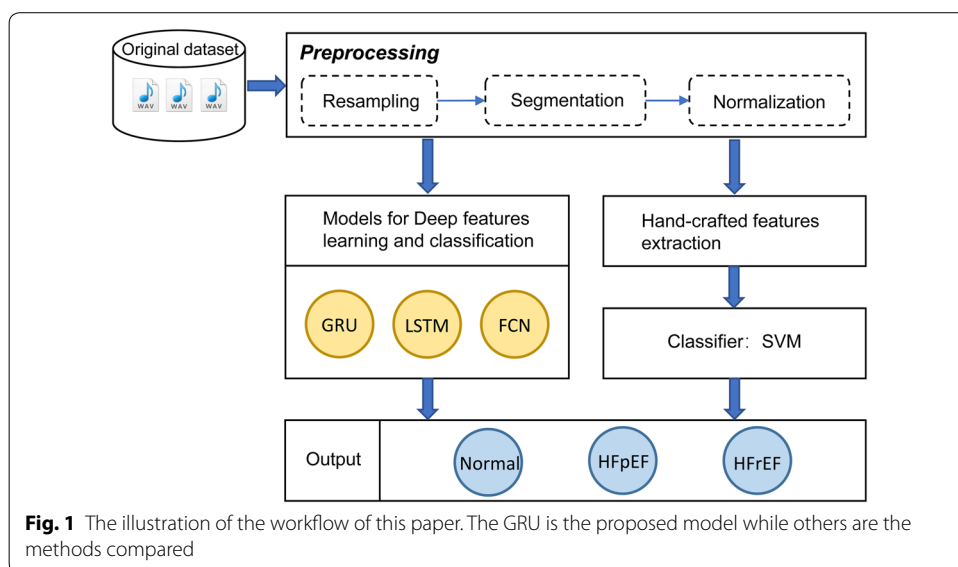 Original dataset
WAV WAV WAV
Preprocessing
Resampling
Segmentation
Normalization
Models for Deep features
learning and classification
GRU
LSTM
FCN
Hand-crafted features
extraction
Classifier: SVM
Output
Normal
HFpEF
HFrEF
Fig. 1 The illustration of the workflow of this paper. The GRU is the proposed model while others are the
methods compared